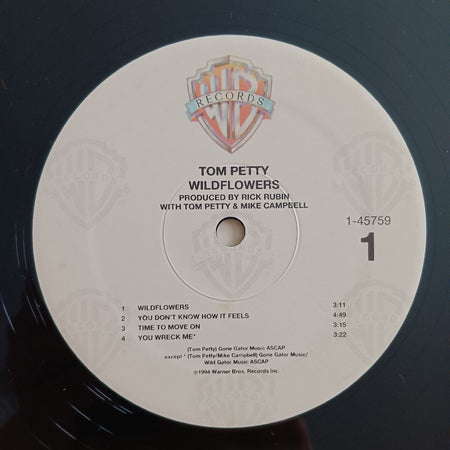 WB
RECORDS
TOM PETTY
WILDFLOWERS
PRODUCED BY RICK RUBIN
WITH TOM PETTY & MIKE CAMPBELL
1-45759
1
1 WILDFLOWERS 3:11
2 YOU DON'T KNOW HOW IT FEELS 4:49
3 TIME TO MOVE ON 3:15
4 YOU WRECK ME* 3:22
(Tom Petty) Gone Gator Music ASCAP
except * (Tom Petty/Mike Campbell) Gone Gator Music/
Wild Gator Music ASCAP
℗1994 Warner Bros. Records Inc.